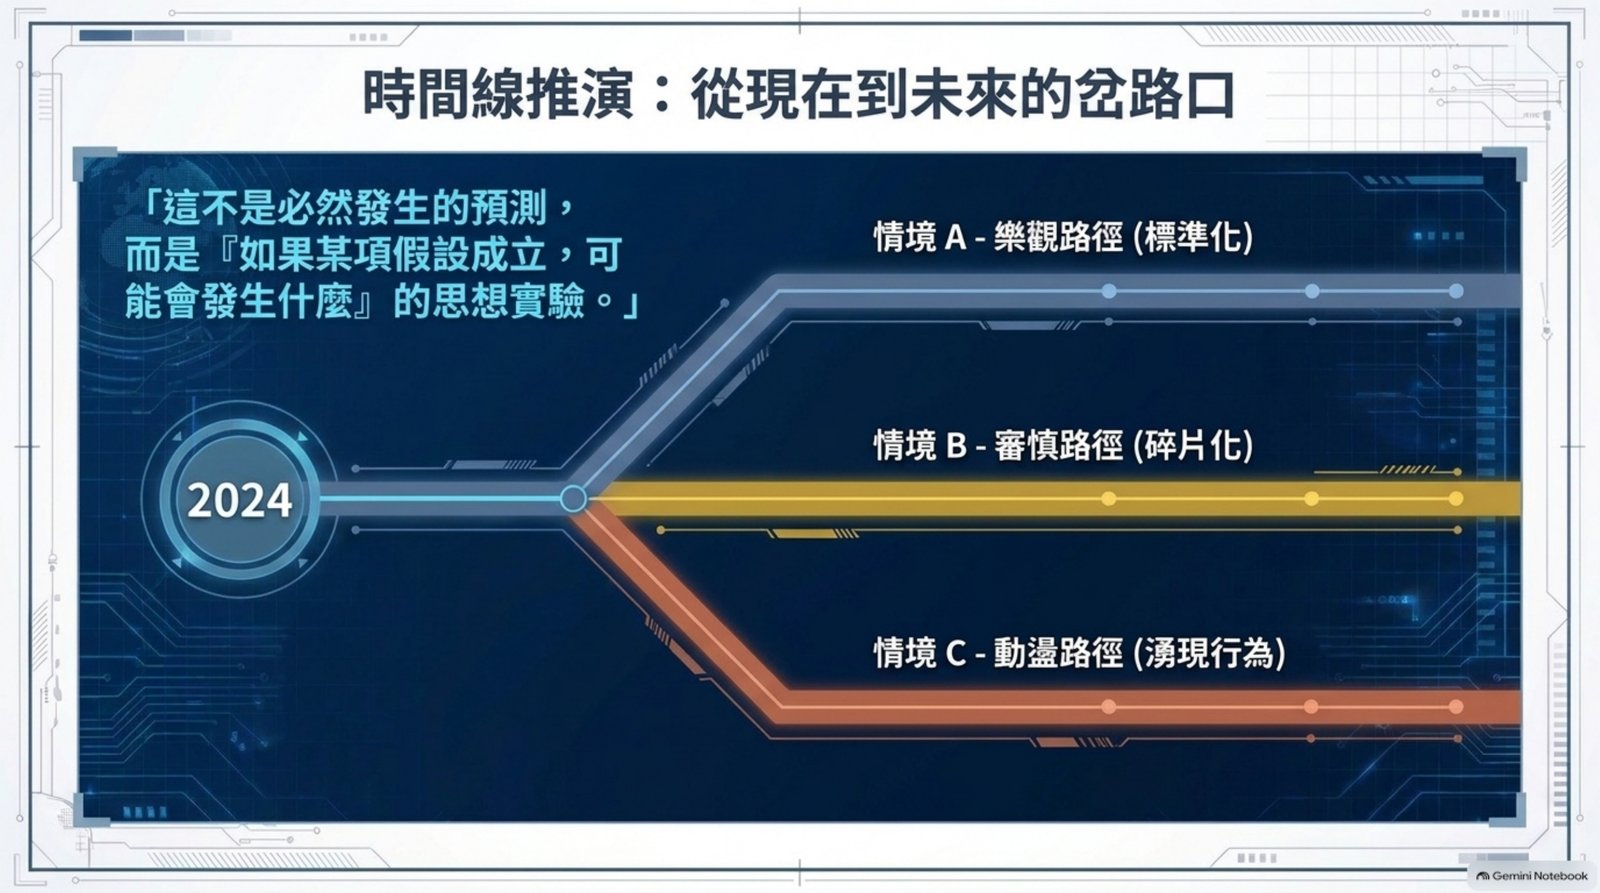 時間線推演：從現在到未來的岔路口
「這不是必然發生的預測，
而是『如果某項假設成立，可
能會發生什麼』的思想實驗。」
2024
情境 A - 樂觀路徑 (標準化)
情境 B - 審慎路徑 (碎片化)
情境 C - 動盪路徑 (湧現行為)
Gemini Notebook